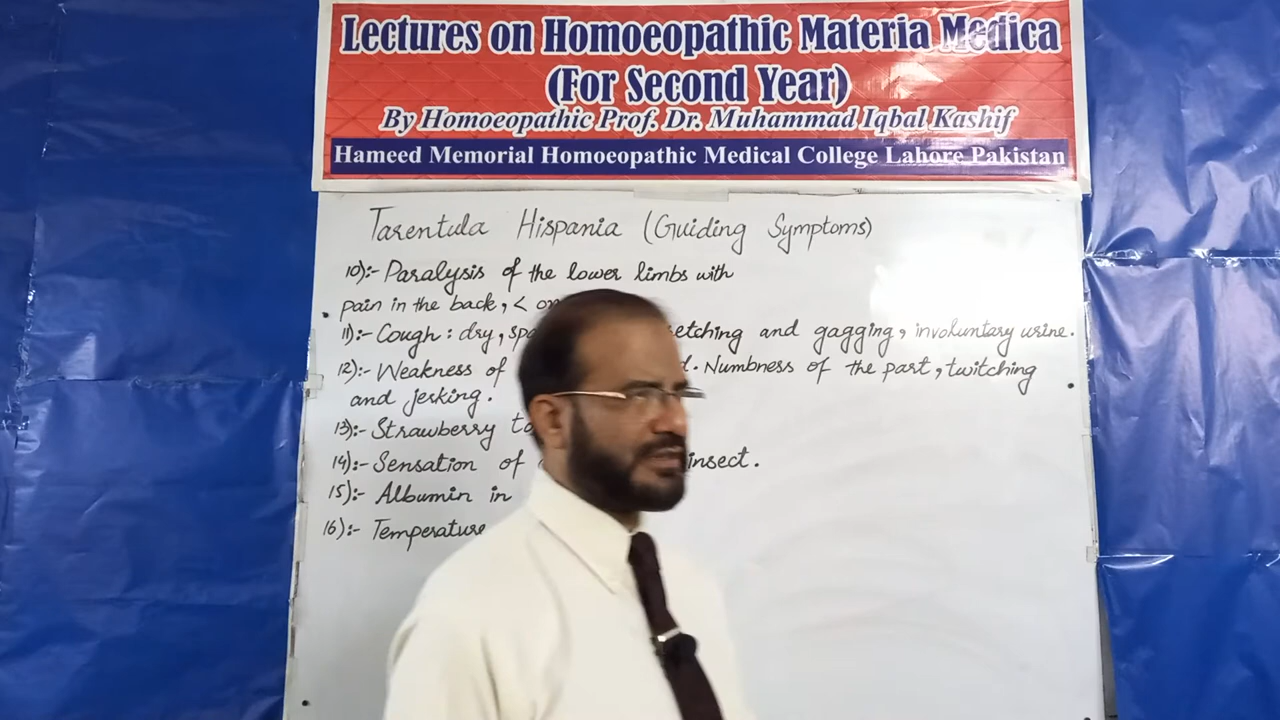 Lectures on Homoeopathic Materia Medica
(For Second Year)
By Homoeopathic Prof. Dr. Muhammad Iqbal Kashif
Hameed Memorial Homoeopathic Medical College Lahore Pakistan
Tarentula Hispania (Guiding Symptoms)
10):- Paralysis of the lower limbs with
pain in the back, < on
11):- Cough: dry, etching and gagging, involuntary urine.
12):- Weakness of Numbness of the part, twitching
and jerking.
13):- Strawberry
14):- Sensation of insect.
15):- Albumin in
16):- Temperature